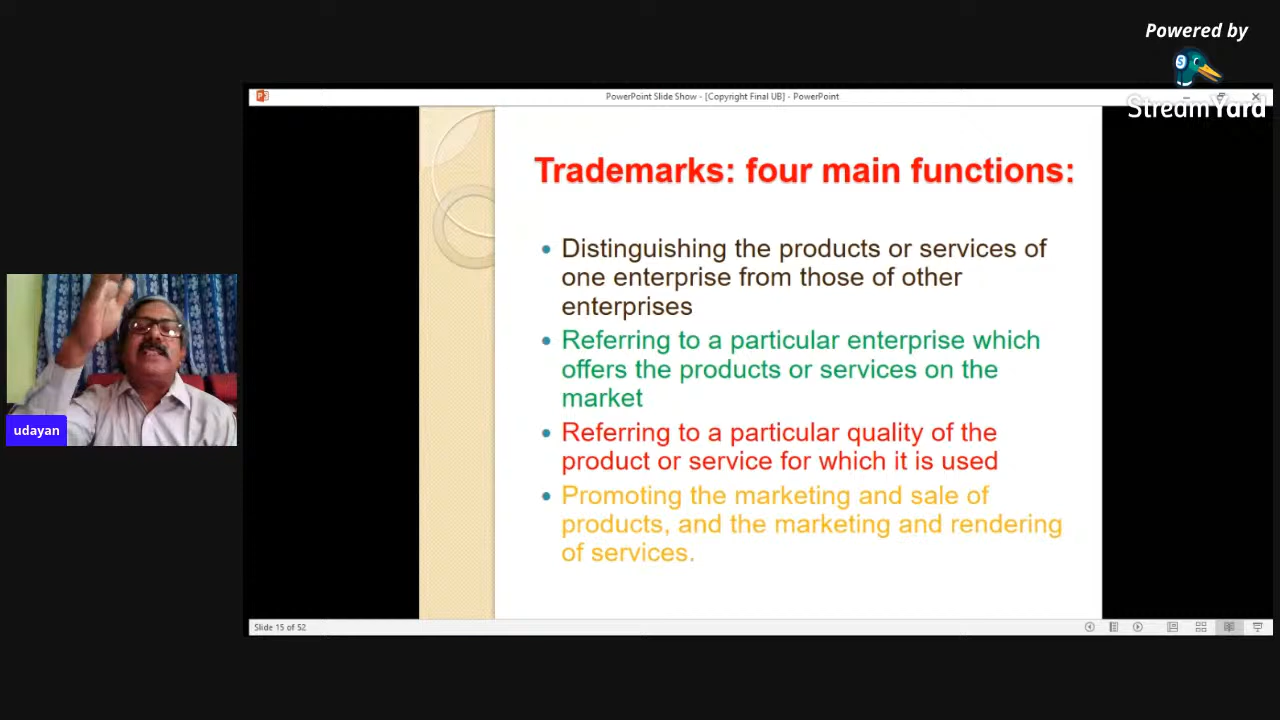 Powered by
StreamYard
PowerPoint Slide Show - [Copyright Final UB] - PowerPoint
Trademarks: four main functions:
• Distinguishing the products or services of
one enterprise from those of other
enterprises
• Referring to a particular enterprise which
offers the products or services on the
market
• Referring to a particular quality of the
product or service for which it is used
• Promoting the marketing and sale of
products, and the marketing and rendering
of services.
udayan
Slide 15 of 52